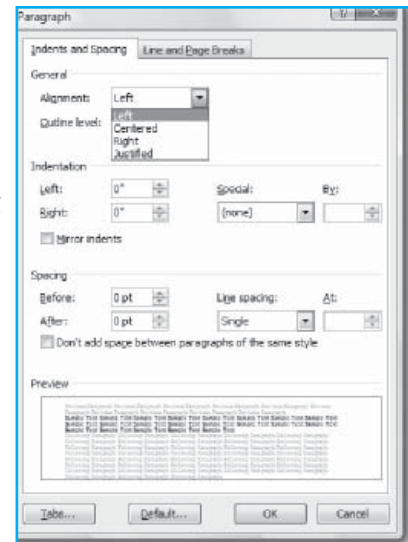 Paragraph
Indents and Spacing Line and Page Breaks
General
Alignment: Left
Outline level: Left
Centered
Right
Justified
Indentation
Left: 0" Special: By:
Right: 0" (none)
Mirror indents
Spacing
Before: 0 pt Line spacing: At:
After: 0 pt Single
Don't add space between paragraphs of the same style
Preview
Tabs... Default... OK Cancel